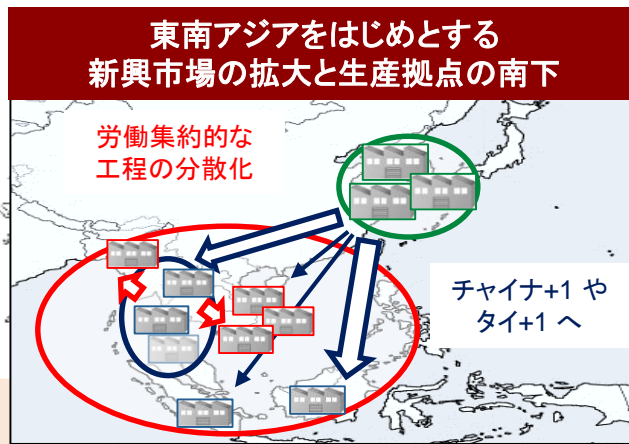 東南アジアをはじめとする
新興市場の拡大と生産拠点の南下
労働集約的な
工程の分散化
チャイナ+1 や
タイ+1 へ